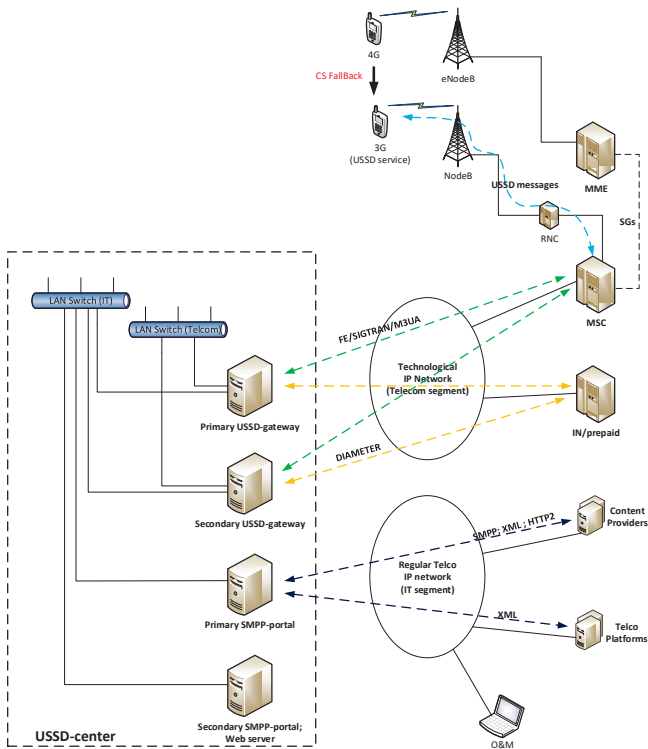 4G
eNodeB
CS FallBack
3G
(USSD service)
NodeB
MME
USSD messages
RNC
SGs
MSC
LAN Switch (IT)
LAN Switch (Telcom)
FE/SIGTRAN/M3UA
Technological
IP Network
(Telecom segment)
Primary USSD-gateway
IN/prepaid
DIAMETER
Secondary USSD-gateway
SMPP; XML ; HTTP2
Content
Providers
Regular Telco
IP network
(IT segment)
Primary SMPP-portal
XML
Telco
Platforms
Secondary SMPP-portal;
Web server
USSD-center
O&M